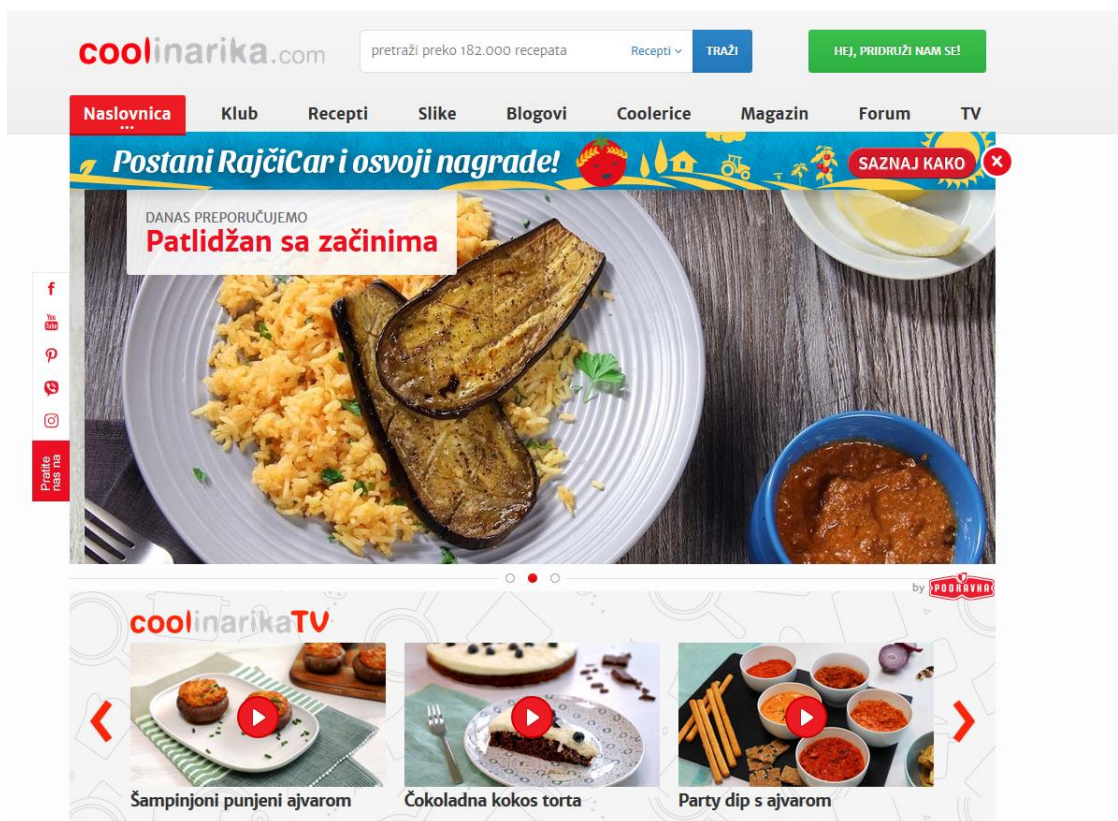 coolinarika.com
pretraži preko 182.000 recepata
Recepti
TRAŽI
HEJ, PRIDRUŽI NAM SE!
Naslovnica
Klub
Recepti
Slike
Blogovi
Coolerice
Magazin
Forum
TV
Postani RajčiCar i osvoji nagrade!
SAZNAJ KAKO
DANAS PREPORUČUJEMO
Patlidžan sa začinima
You
Tube
Pratite
nas na
by PODRAVKA
coolinarikaTV
Šampinjoni punjeni ajvarom
Čokoladna kokos torta
Party dip s ajvarom